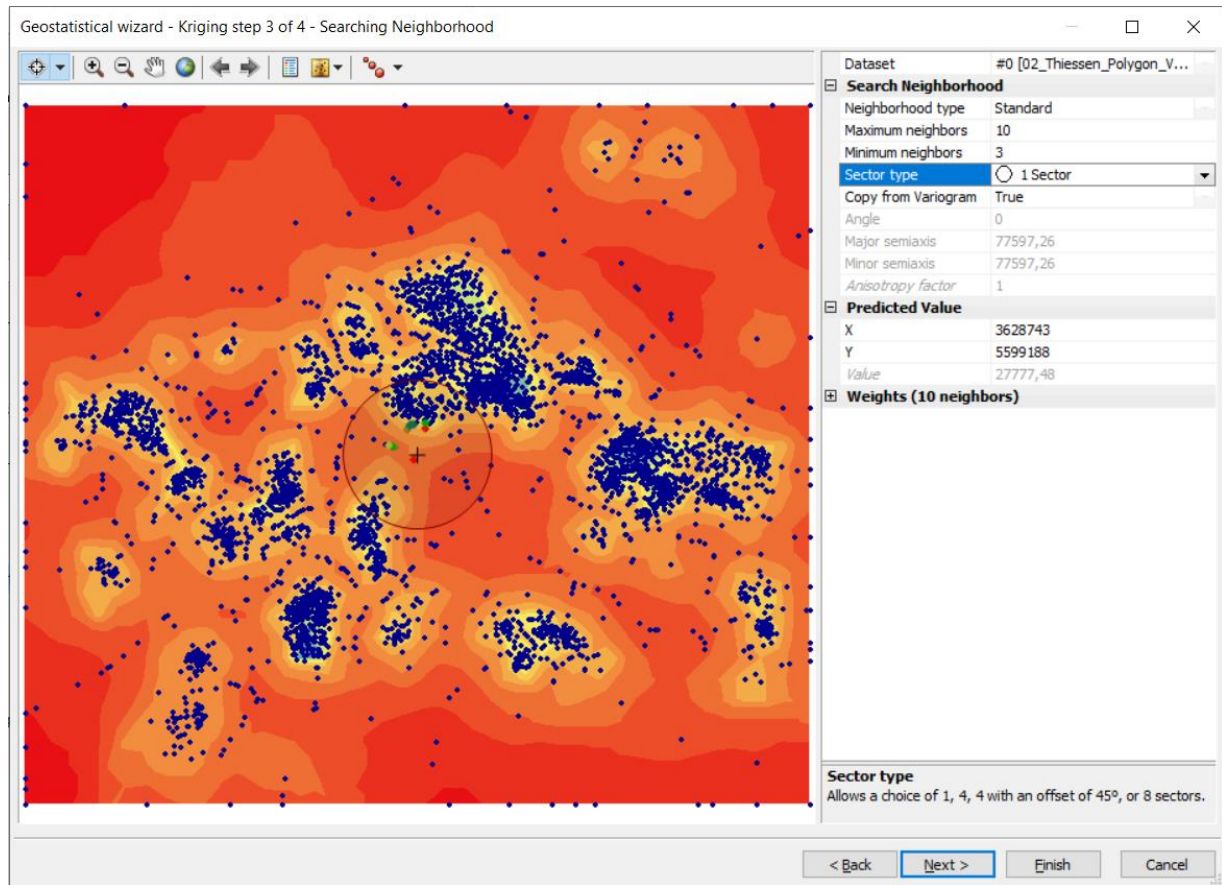 Geostatistical wizard - Kriging step 3 of 4 - Searching Neighborhood
Dataset #0 [02_Thiessen_Polygon_V...
Search Neighborhood
Neighborhood type Standard
Maximum neighbors 10
Minimum neighbors 3
Sector type 1 Sector
Copy from Variogram True
Angle 0
Major semiaxis 77597,26
Minor semiaxis 77597,26
Anisotropy factor 1
Predicted Value
X 3628743
Y 5599188
Value 27777,48
Weights (10 neighbors)
Sector type
Allows a choice of 1, 4, 4 with an offset of 45º, or 8 sectors.
< Back Next > Finish Cancel